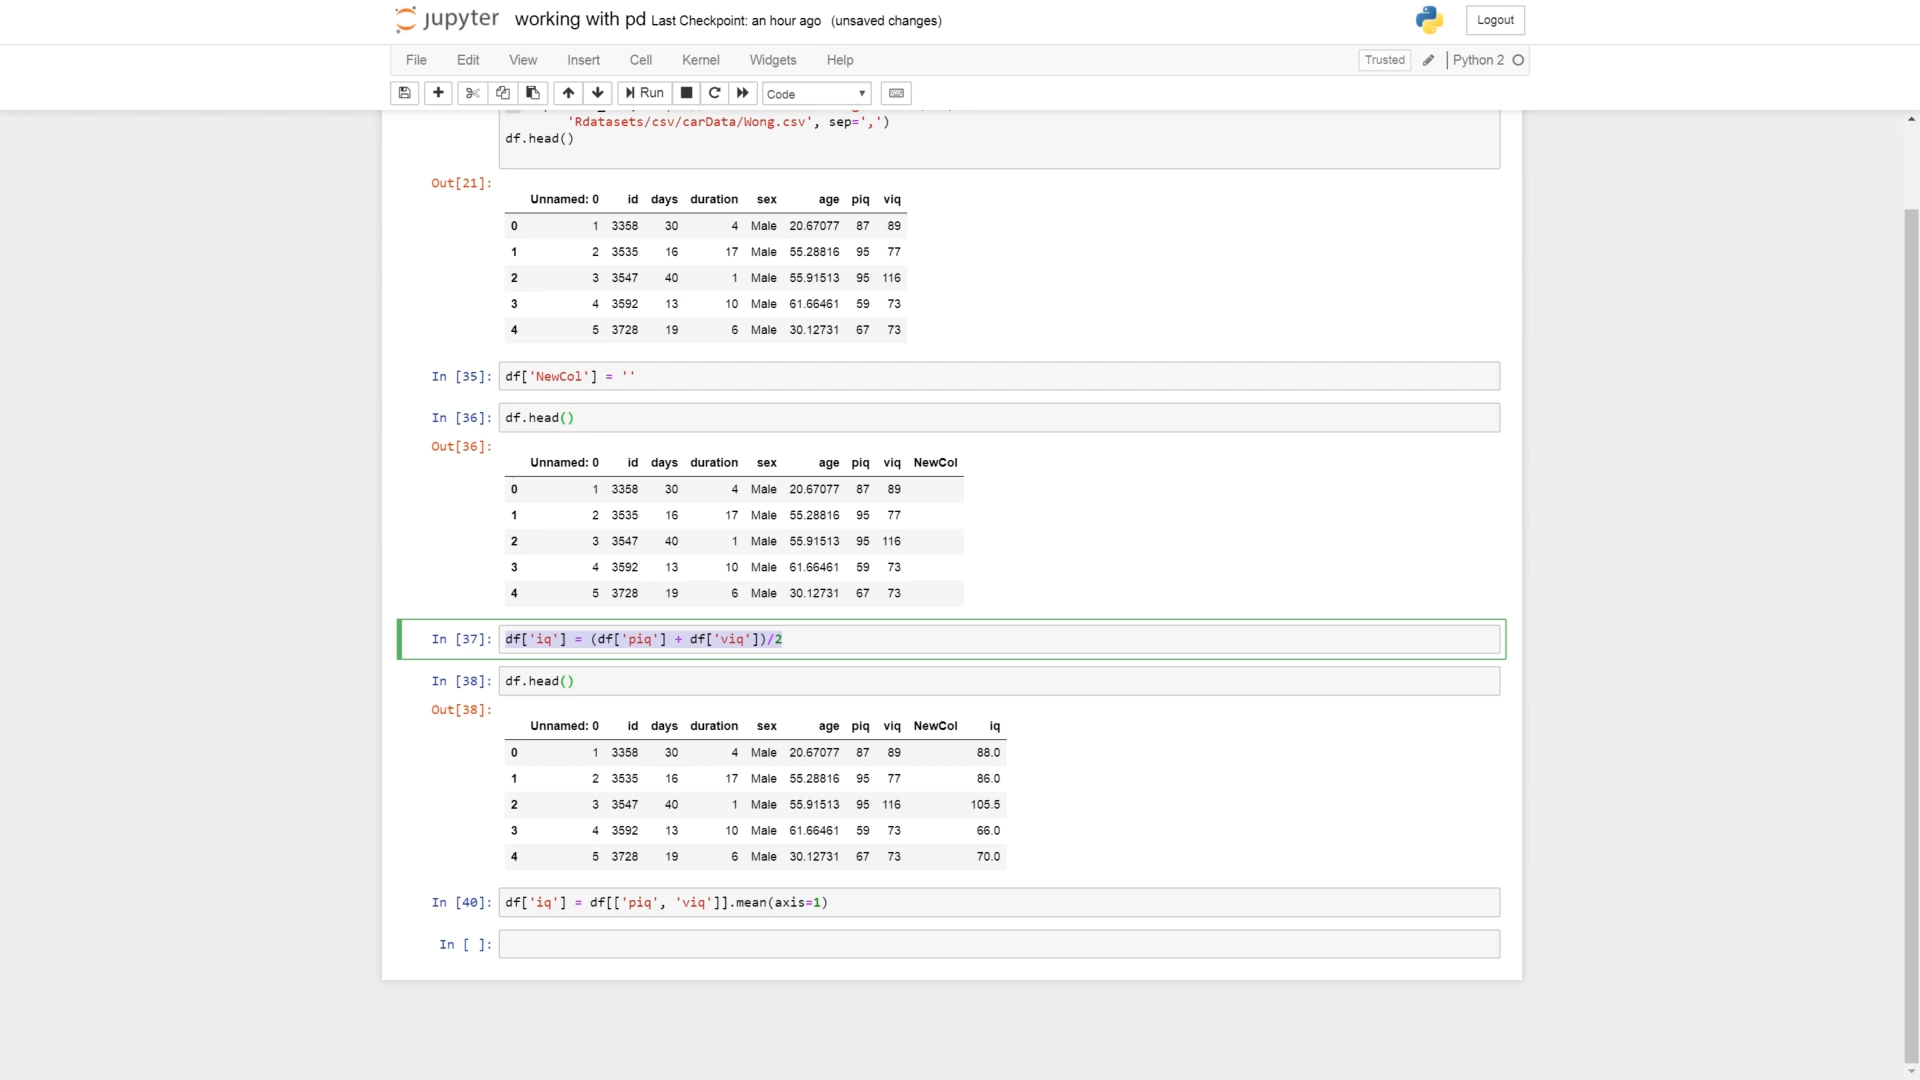 jupyter working with pd Last Checkpoint: an hour ago (unsaved changes) Logout
File Edit View Insert Cell Kernel Widgets Help Trusted Python 2
Run Code
'Rdatasets/csv/carData/Wong.csv', sep=',')
df.head()
Out[21]:
Unnamed: 0 id days duration sex age piq viq
0 1 3358 30 4 Male 20.67077 87 89
1 2 3535 16 17 Male 55.28816 95 77
2 3 3547 40 1 Male 55.91513 95 116
3 4 3592 13 10 Male 61.66461 59 73
4 5 3728 19 6 Male 30.12731 67 73
In [35]: df['NewCol'] = ''
In [36]: df.head()
Out[36]:
Unnamed: 0 id days duration sex age piq viq NewCol
0 1 3358 30 4 Male 20.67077 87 89
1 2 3535 16 17 Male 55.28816 95 77
2 3 3547 40 1 Male 55.91513 95 116
3 4 3592 13 10 Male 61.66461 59 73
4 5 3728 19 6 Male 30.12731 67 73
In [37]: df['iq'] = (df['piq'] + df['viq'])/2
In [38]: df.head()
Out[38]:
Unnamed: 0 id days duration sex age piq viq NewCol iq
0 1 3358 30 4 Male 20.67077 87 89 88.0
1 2 3535 16 17 Male 55.28816 95 77 86.0
2 3 3547 40 1 Male 55.91513 95 116 105.5
3 4 3592 13 10 Male 61.66461 59 73 66.0
4 5 3728 19 6 Male 30.12731 67 73 70.0
In [40]: df['iq'] = df[['piq', 'viq']].mean(axis=1)
In [ ]: